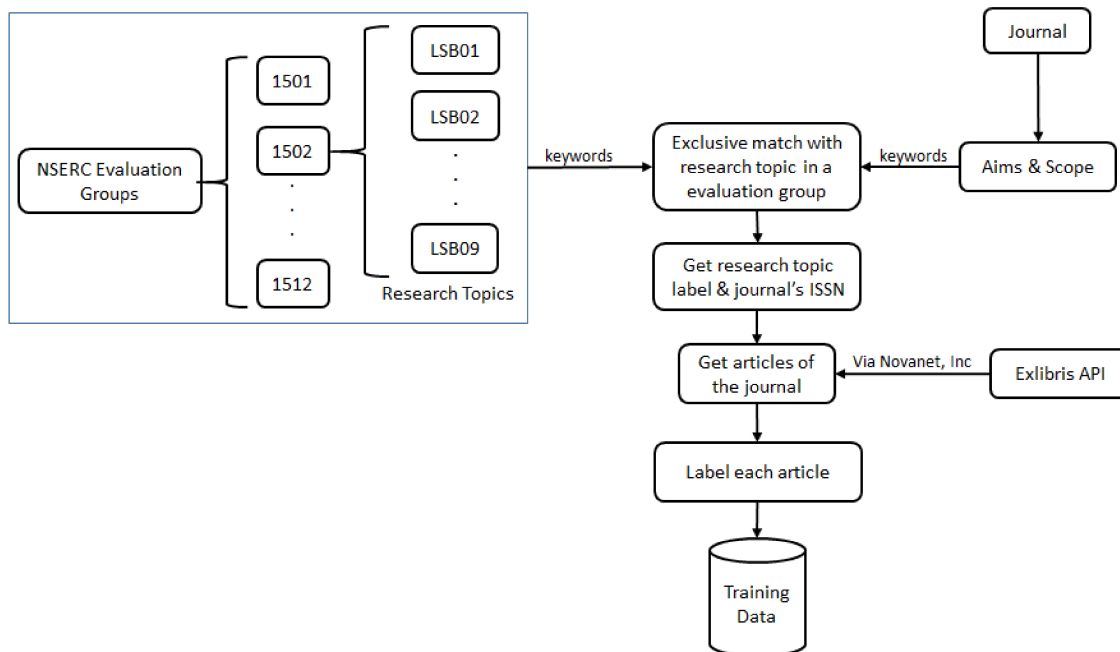 NSERC Evaluation
Groups
1501
1502
.
.
.
1512
LSB01
LSB02
.
.
.
LSB09
Research Topics
keywords
Exclusive match with
research topic in a
evaluation group
keywords
Journal
Aims & Scope
Get research topic
label & journal's ISSN
Get articles of
the journal
Via Novanet, Inc
Exlibris API
Label each article
Training
Data